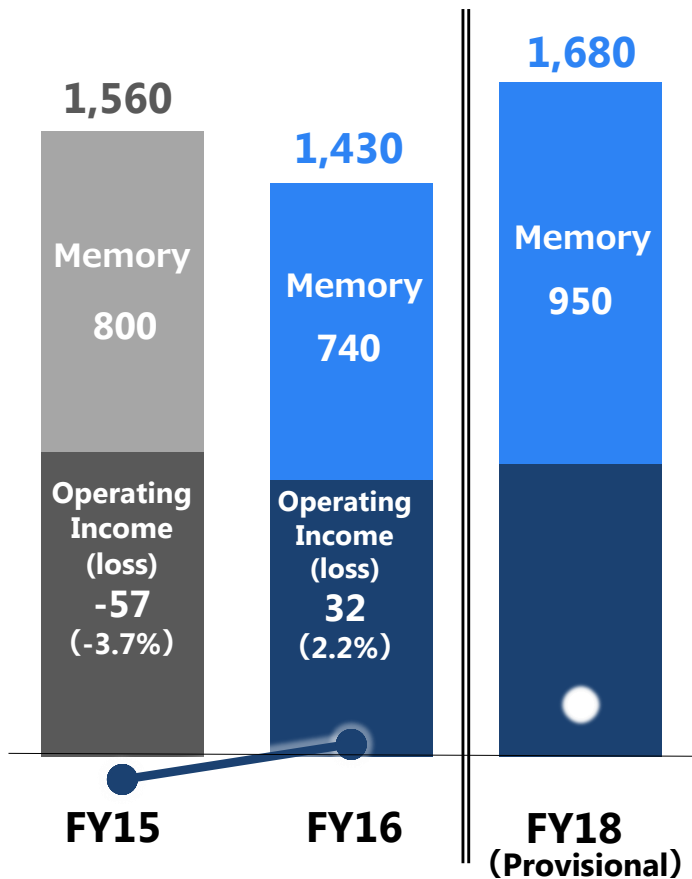 1,560
Memory
800
Operating
Income
(loss)
-57
(-3.7%)
FY15
1,430
Memory
740
Operating
Income
(loss)
32
(2.2%)
FY16
1,680
Memory
950
FY18
(Provisional)